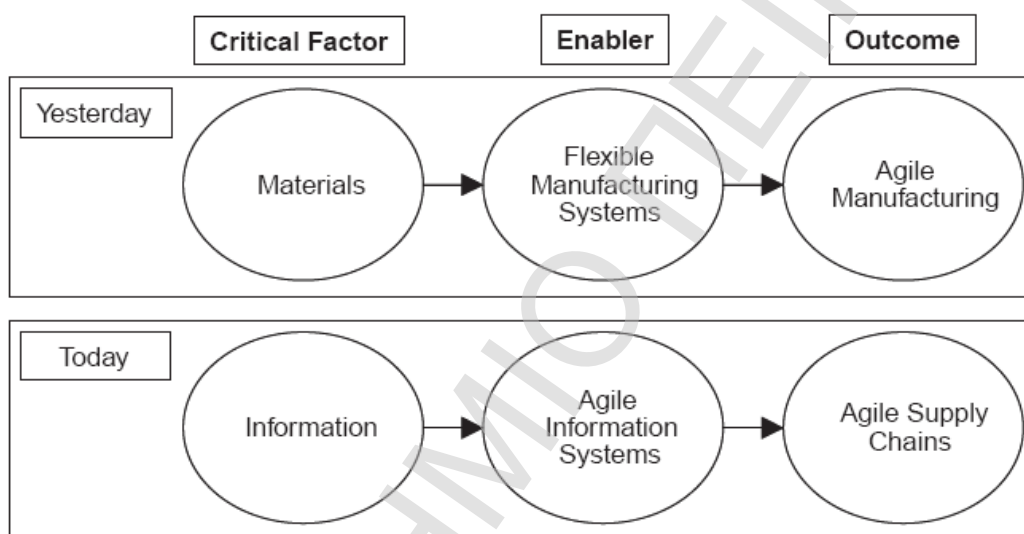 Critical Factor Enabler Outcome
Yesterday
Materials
Flexible
Manufacturing
Systems
Agile
Manufacturing
Today
Information
Agile
Information
Systems
Agile Supply
Chains